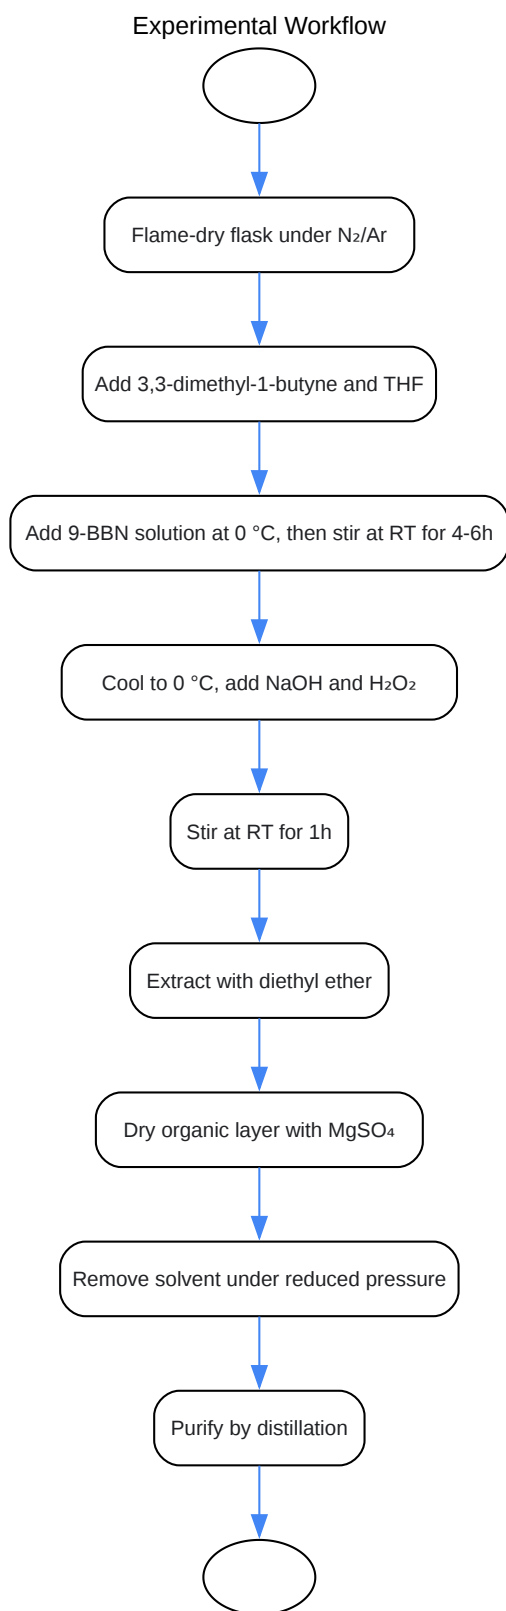 Experimental Workflow
Flame-dry flask under N₂/Ar
Add 3,3-dimethyl-1-butyne and THF
Add 9-BBN solution at 0 °C, then stir at RT for 4-6h
Cool to 0 °C, add NaOH and H₂O₂
Stir at RT for 1h
Extract with diethyl ether
Dry organic layer with MgSO₄
Remove solvent under reduced pressure
Purify by distillation